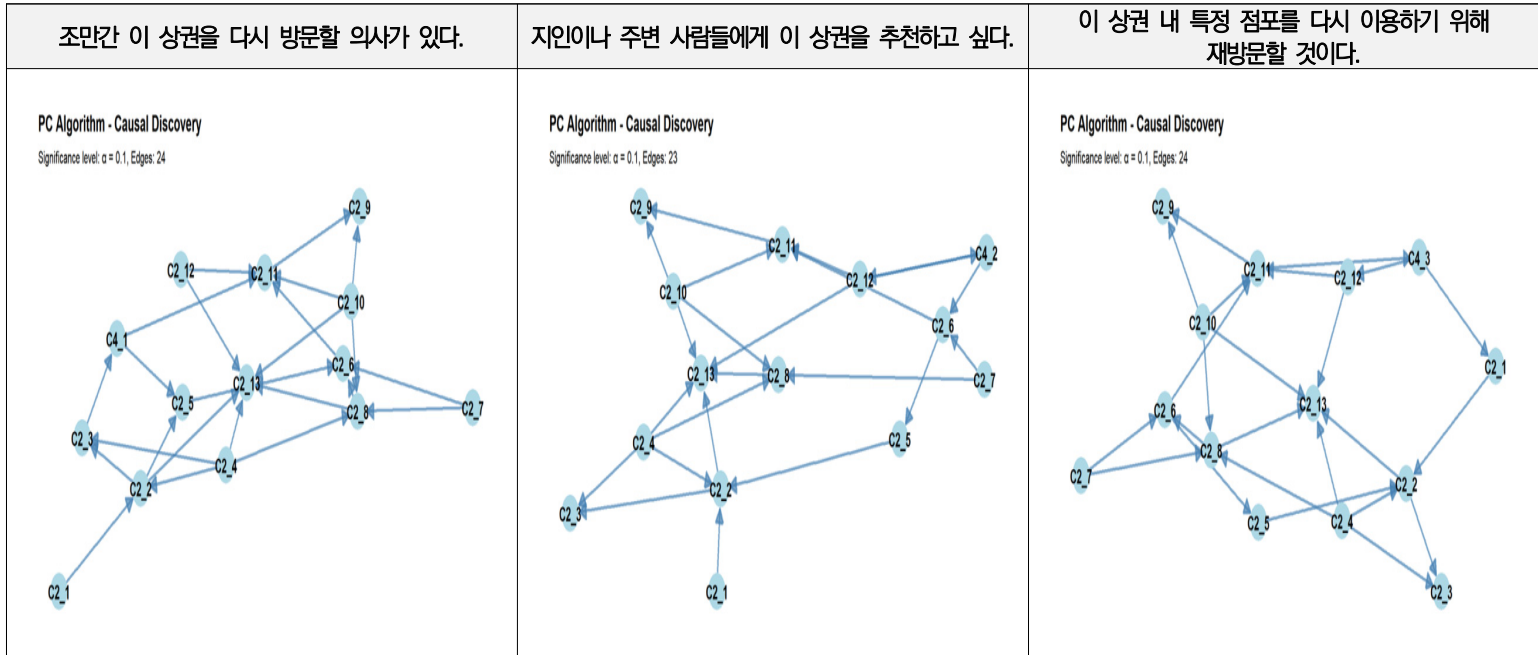 조만간 이 상권을 다시 방문할 의사가 있다.
지인이나 주변 사람들에게 이 상권을 추천하고 싶다.
이 상권 내 특정 점포를 다시 이용하기 위해
재방문할 것이다.
PC Algorithm - Causal Discovery
Significance level: α = 0.1, Edges: 24
C2_9
C2_12
C2_11
C2_10
C4_1
C2_6
C2_13
C2_5
C2_8
C2_7
C2_3
C2_4
C2_2
C2_1
PC Algorithm - Causal Discovery
Significance level: α = 0.1, Edges: 23
C2_9
C2_11
C4_2
C2_12
C2_10
C2_6
C2_13
C2_8
C2_7
C2_4
C2_5
C2_2
C2_3
C2_1
PC Algorithm - Causal Discovery
Significance level: α = 0.1, Edges: 24
C2_9
C4_3
C2_11
C2_12
C2_10
C2_1
C2_13
C2_6
C2_8
C2_7
C2_2
C2_5
C2_4
C2_3